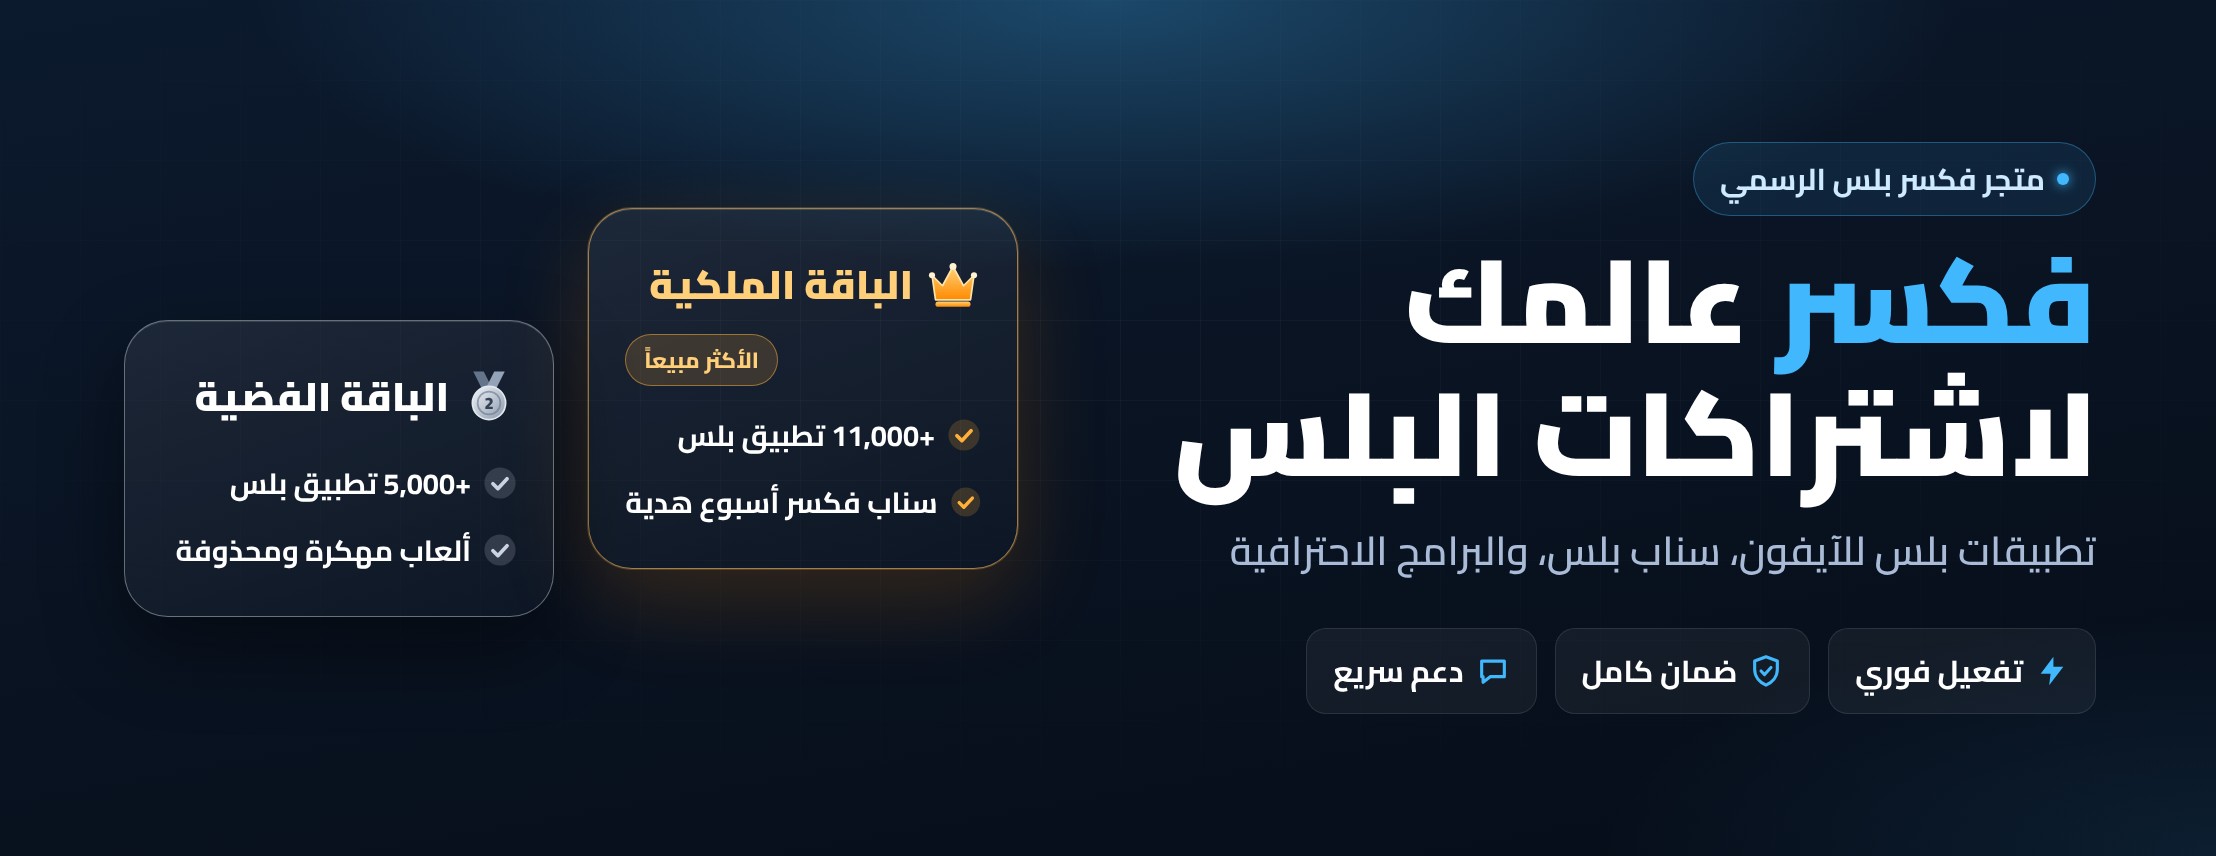 متجر فكسر بلس الرسمي
فكسر عالمك
لاشتراكات البلس
تطبيقات بلس للآيفون، سناب بلس، والبرامج الاحترافية
تفعيل فوري
ضمان كامل
دعم سريع
الباقة الملكية
الأكثر مبيعاً
+11,000 تطبيق بلس
سناب فكسر أسبوع هدية
2
الباقة الفضية
+5,000 تطبيق بلس
ألعاب مهكرة ومحذوفة